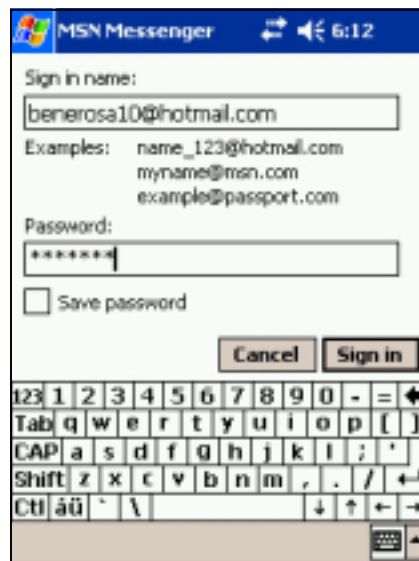 MSN Messenger 6:12
Sign in name:
benerosa10@hotmail.com
Examples: name_123@hotmail.com
myname@msn.com
example@passport.com
Password:
*******
Save password
Cancel Sign in
123 1 2 3 4 5 6 7 8 9 0 - =
Tab q w e r t y u i o p [ ]
CAP a s d f g h j k l ; '
Shift z x c v b n m , . /
Ctl áü ` \